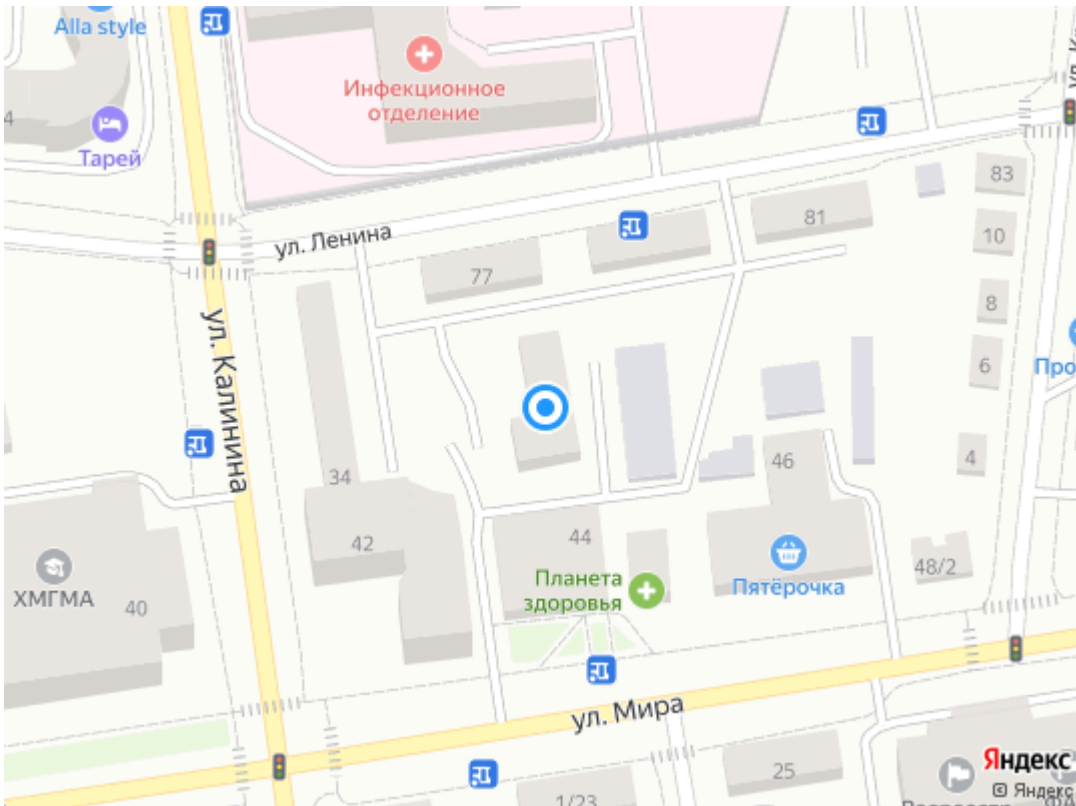 Alla style
Инфекционное
отделение
Тарей
83
81
10
ул. Ленина
77
8
ул. Калинина
6
Про
4
46
34
44
42
48/2
Планета
здоровья
Пятёрочка
ХМГМА
40
ул. Мира
25
1/23
Яндекс
© Яндекс